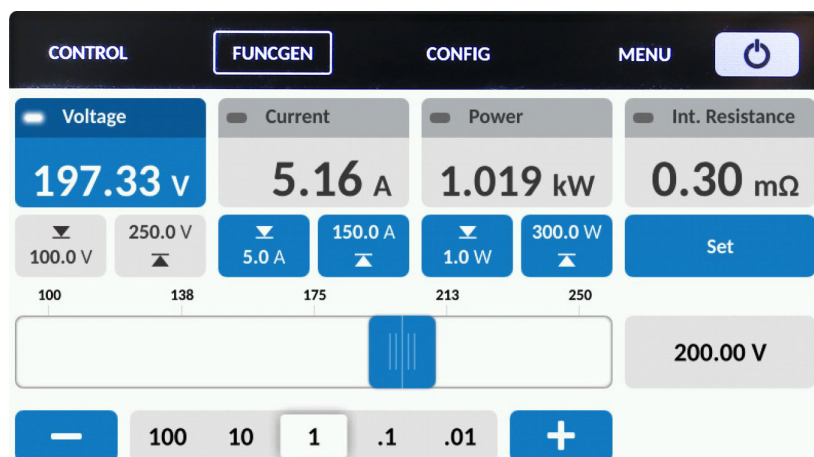 CONTROL FUNCGEN CONFIG MENU
Voltage Current Power Int. Resistance
197.33 V 5.16 A 1.019 kW 0.30 mΩ
100.0 V 250.0 V 5.0 A 150.0 A 1.0 W 300.0 W Set
100 138 175 213 250
200.00 V
− 100 10 1 .1 .01 +